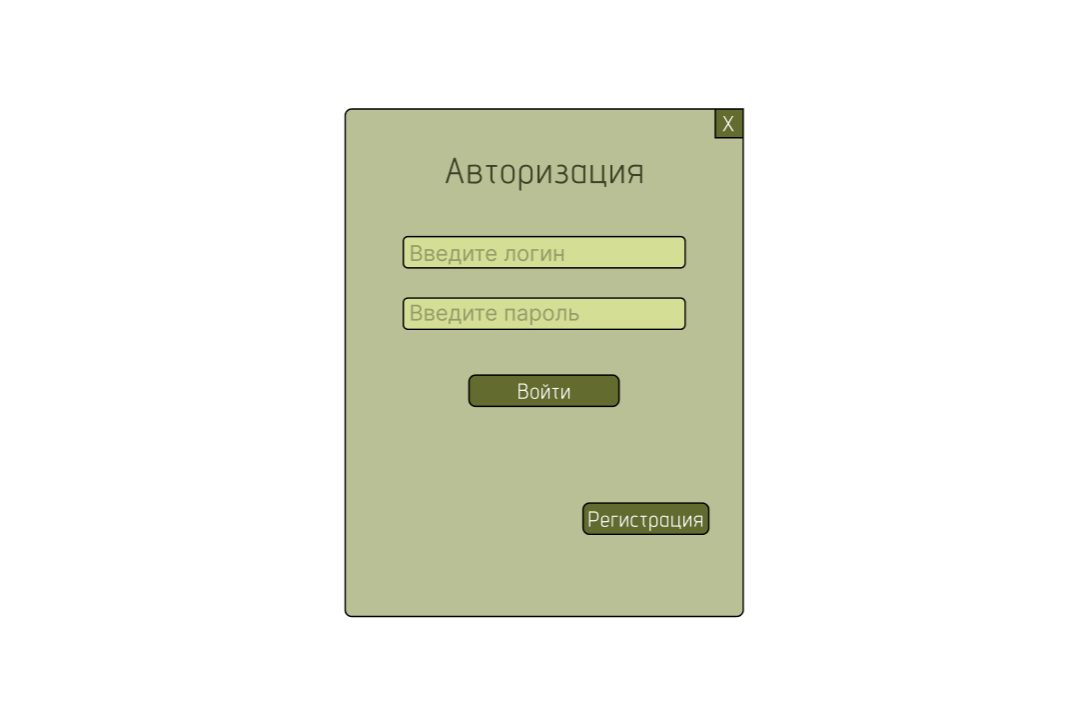 X
Авторизация
Введите логин
Введите пароль
Войти
Регистрация